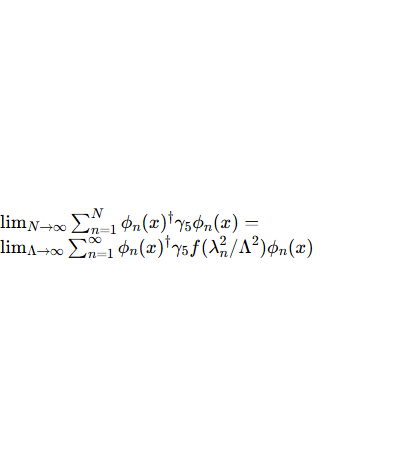 lim_{N→∞} ∑_{n=1}^{N} ϕ_n(x)^† γ_5 ϕ_n(x) =
lim_{Λ→∞} ∑_{n=1}^{∞} ϕ_n(x)^† γ_5 f(λ_n^2/Λ^2) ϕ_n(x)